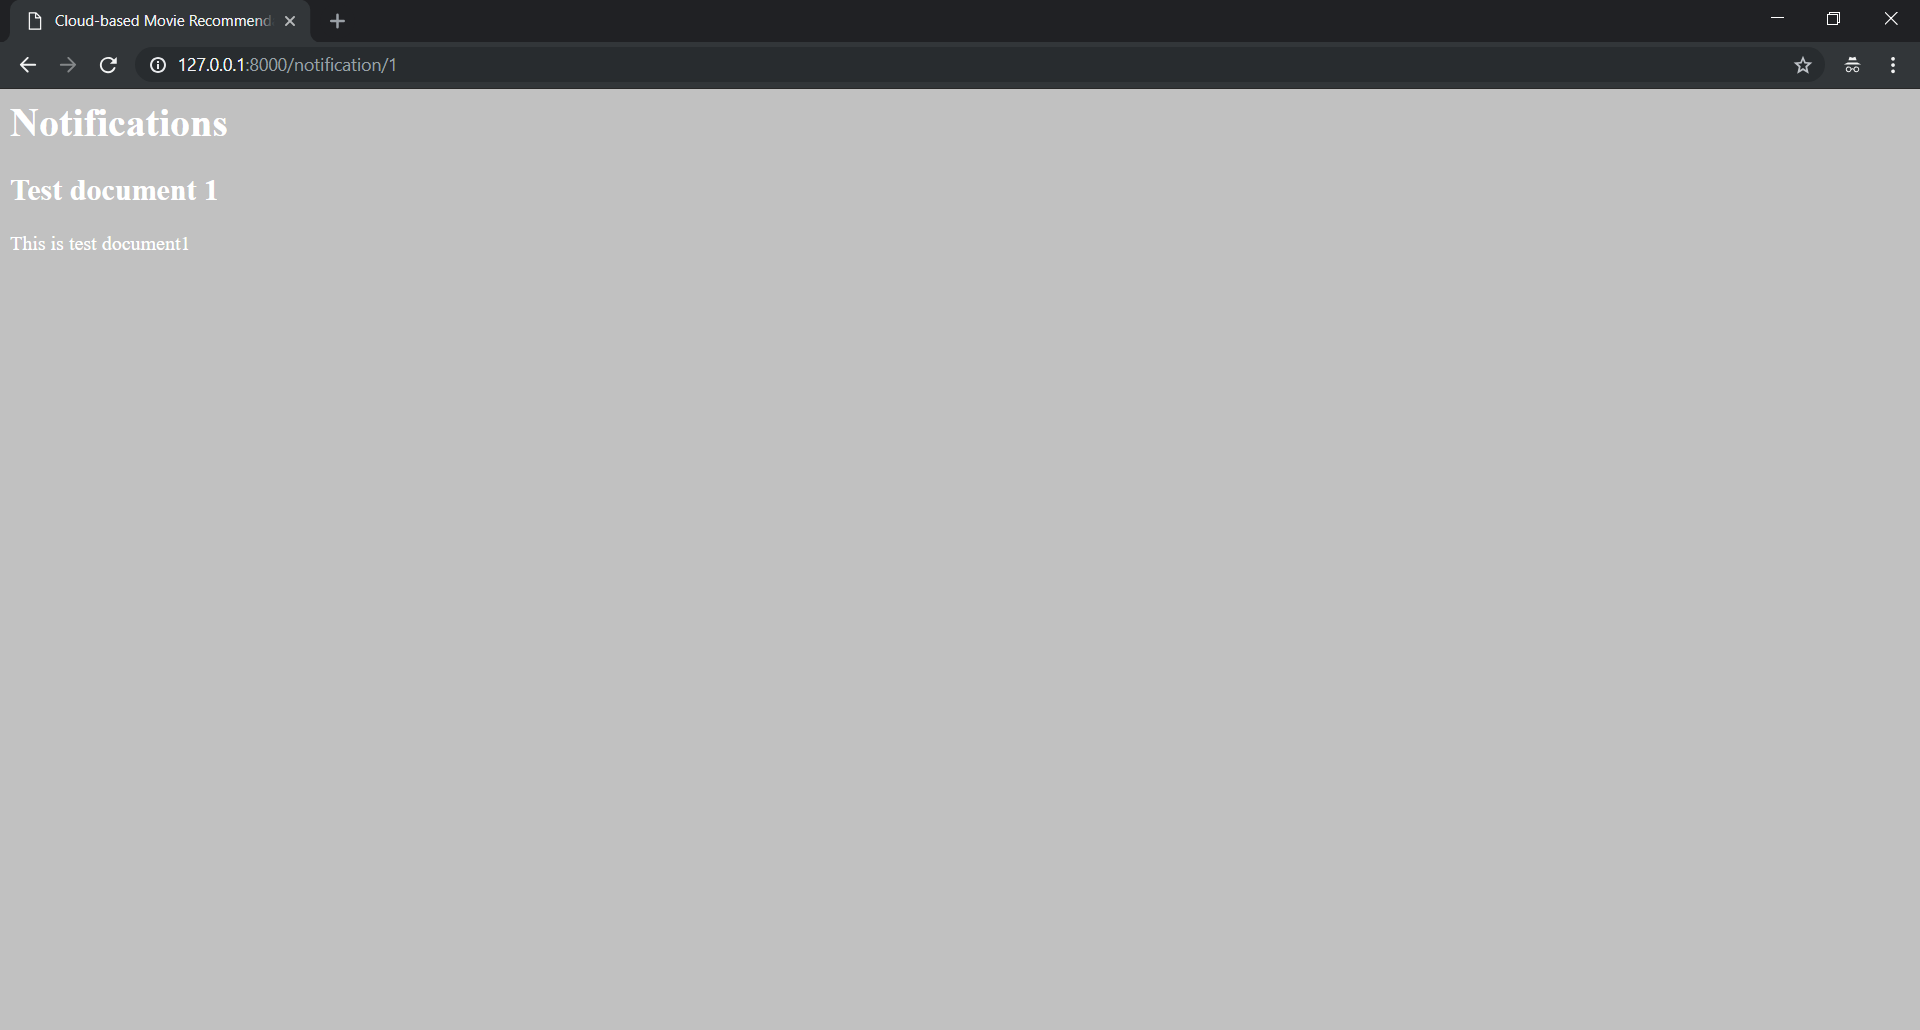 Cloud-based Movie Recommend
127.0.0.1:8000/notification/1
Notifications
Test document 1
This is test document1